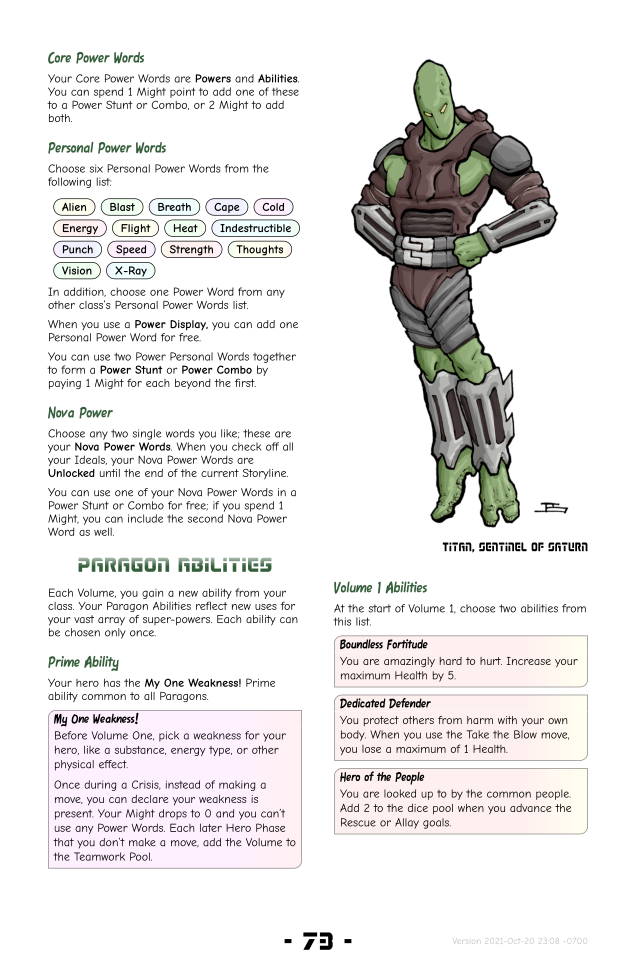 Core Power Words
Your Core Power Words are Powers and Abilities.
You can spend 1 Might point to add one of these
to a Power Stunt or Combo, or 2 Might to add
both.
Personal Power Words
Choose six Personal Power Words from the
following list:
Alien Blast Breath Cape Cold
Energy Flight Heat Indestructible
Punch Speed Strength Thoughts
Vision X-Ray
In addition, choose one Power Word from any
other class's Personal Power Words list.
When you use a Power Display, you can add one
Personal Power Word for free.
You can use two Power Personal Words together
to form a Power Stunt or Power Combo by
paying 1 Might for each beyond the first.
Nova Power
Choose any two single words you like; these are
your Nova Power Words. When you check off all
your Ideals, your Nova Power Words are
Unlocked until the end of the current Storyline.
You can use one of your Nova Power Words in a
Power Stunt or Combo for free; if you spend 1
Might, you can include the second Nova Power
Word as well.
PARAGON ABILITIES
Each Volume, you gain a new ability from your
class. Your Paragon Abilities reflect new uses for
your vast array of super-powers. Each ability can
be chosen only once.
Prime Ability
Your hero has the My One Weakness! Prime
ability common to all Paragons.
My One Weakness!
Before Volume One, pick a weakness for your
hero, like a substance, energy type, or other
physical effect.
Once during a Crisis, instead of making a
move, you can declare your weakness is
present. Your Might drops to 0 and you can't
use any Power Words. Each later Hero Phase
that you don't make a move, add the Volume to
the Teamwork Pool.
TITAN, SENTINEL OF SATURN
Volume 1 Abilities
At the start of Volume 1, choose two abilities from
this list.
Boundless Fortitude
You are amazingly hard to hurt. Increase your
maximum Health by 5.
Dedicated Defender
You protect others from harm with your own
body. When you use the Take the Blow move,
you lose a maximum of 1 Health.
Hero of the People
You are looked up to by the common people.
Add 2 to the dice pool when you advance the
Rescue or Allay goals.
- 73 -
Version 2021-Oct-20 23:08 -0700